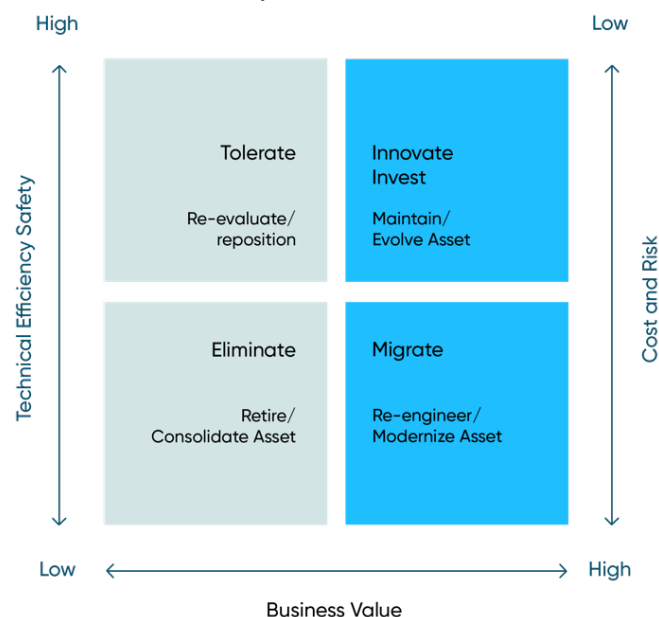 High
Low
Technical Efficiency Safety
Tolerate
Re-evaluate/
reposition
Innovate
Invest
Maintain/
Evolve Asset
Cost and Risk
Eliminate
Retire/
Consolidate Asset
Migrate
Re-engineer/
Modernize Asset
Low
High
Business Value